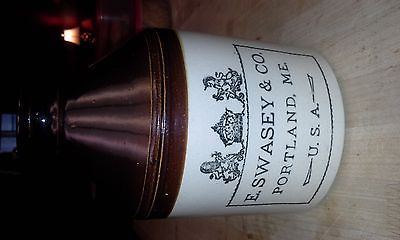 E. SWASEY & CO.
PORTLAND, ME.
U. S. A.